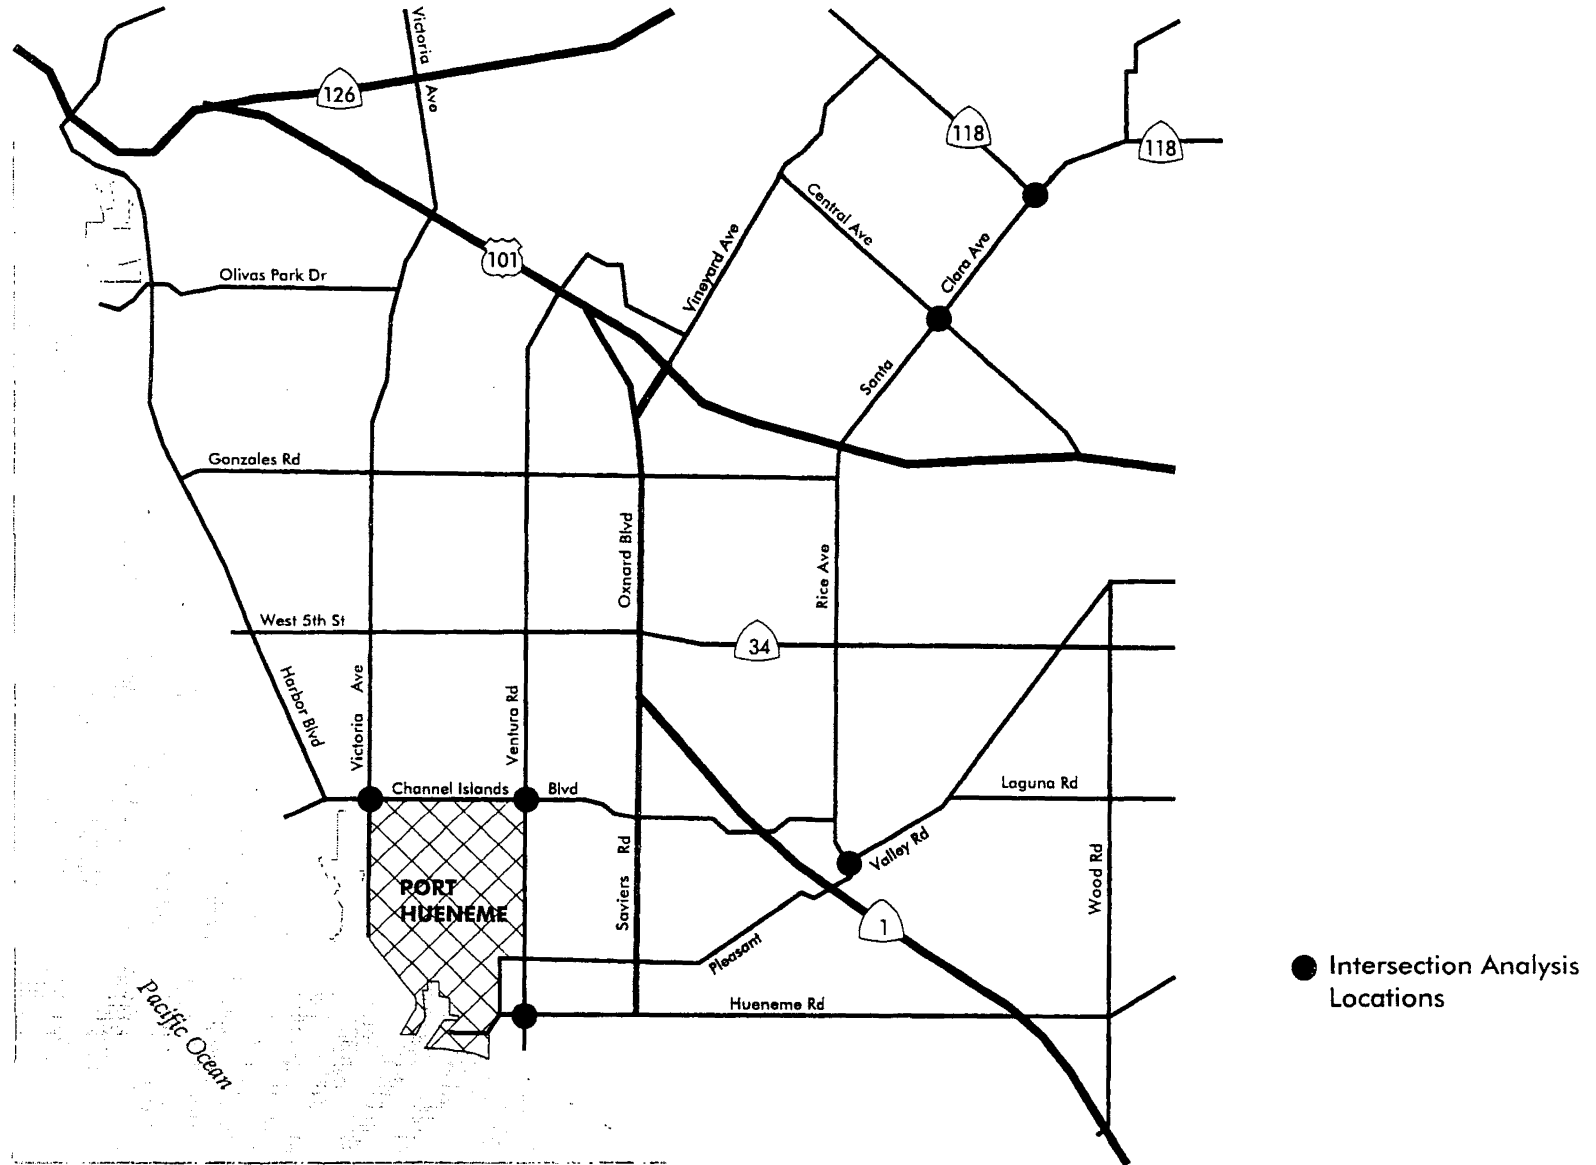 Victoria Ave
126
118
118
Central Ave
Vineyard Ave
Santa Clara Ave
101
Olivas Park Dr
Gonzales Rd
Oxnard Blvd
Rice Ave
West 5th St
34
Harbor Blvd
Victoria Ave
Ventura Rd
Channel Islands Blvd
Laguna Rd
Saviers Rd
Pleasant Valley Rd
Wood Rd
PORT
HUENEME
1
Hueneme Rd
Pacific Ocean
Intersection Analysis
Locations